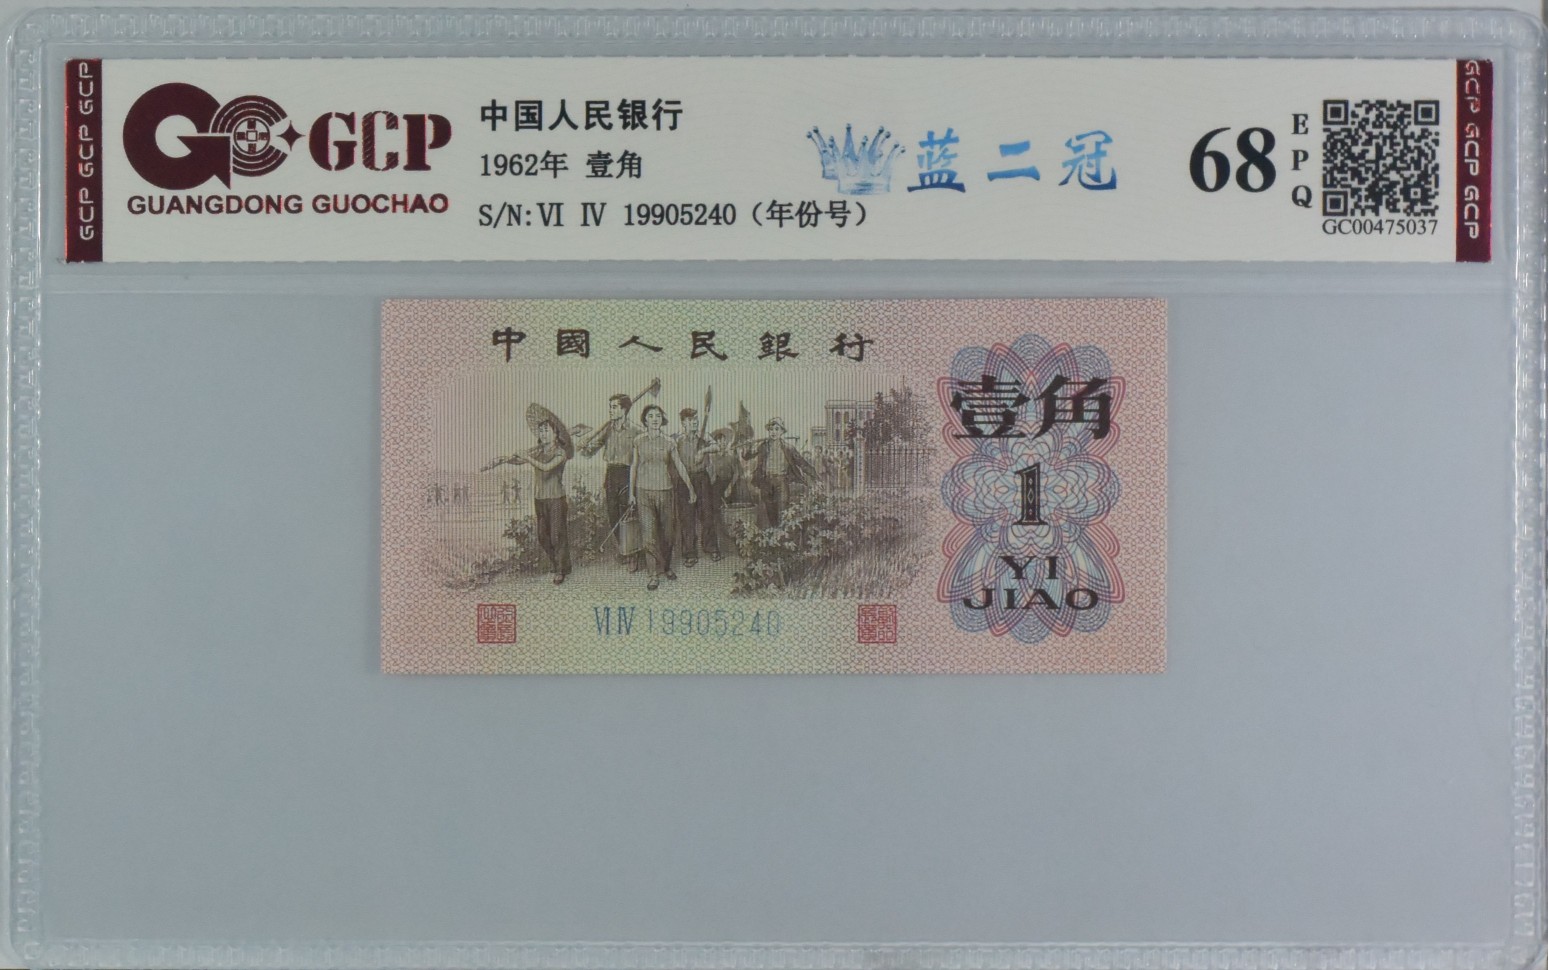 GCP GCP GCP
GCP
GUANGDONG GUOCHAO
中国人民银行
1962年 壹角
S/N: VI IV 19905240（年份号）
蓝二冠
68
EPQ
GC00475037
GCP GCP GCP
中國人民銀行
壹角
1
YI
JIAO
VI IV 19905240